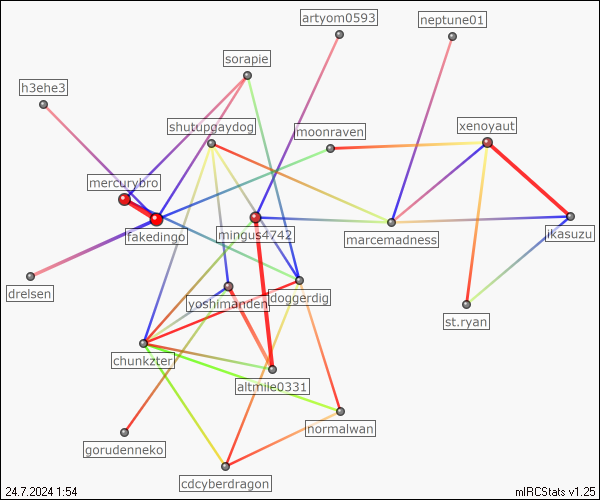 artyom0593
neptune01
sorapie
h3ehe3
shutupgaydog
moonraven
xenoyaut
mercurybro
fakedingo
mingus4742
marcemadness
ikasuzu
drelsen
yoshimanden
doggerdig
st.ryan
chunkzter
altmile0331
normalwan
gorudenneko
cdcyberdragon
24.7.2024 1:54
mIRCStats v1.25